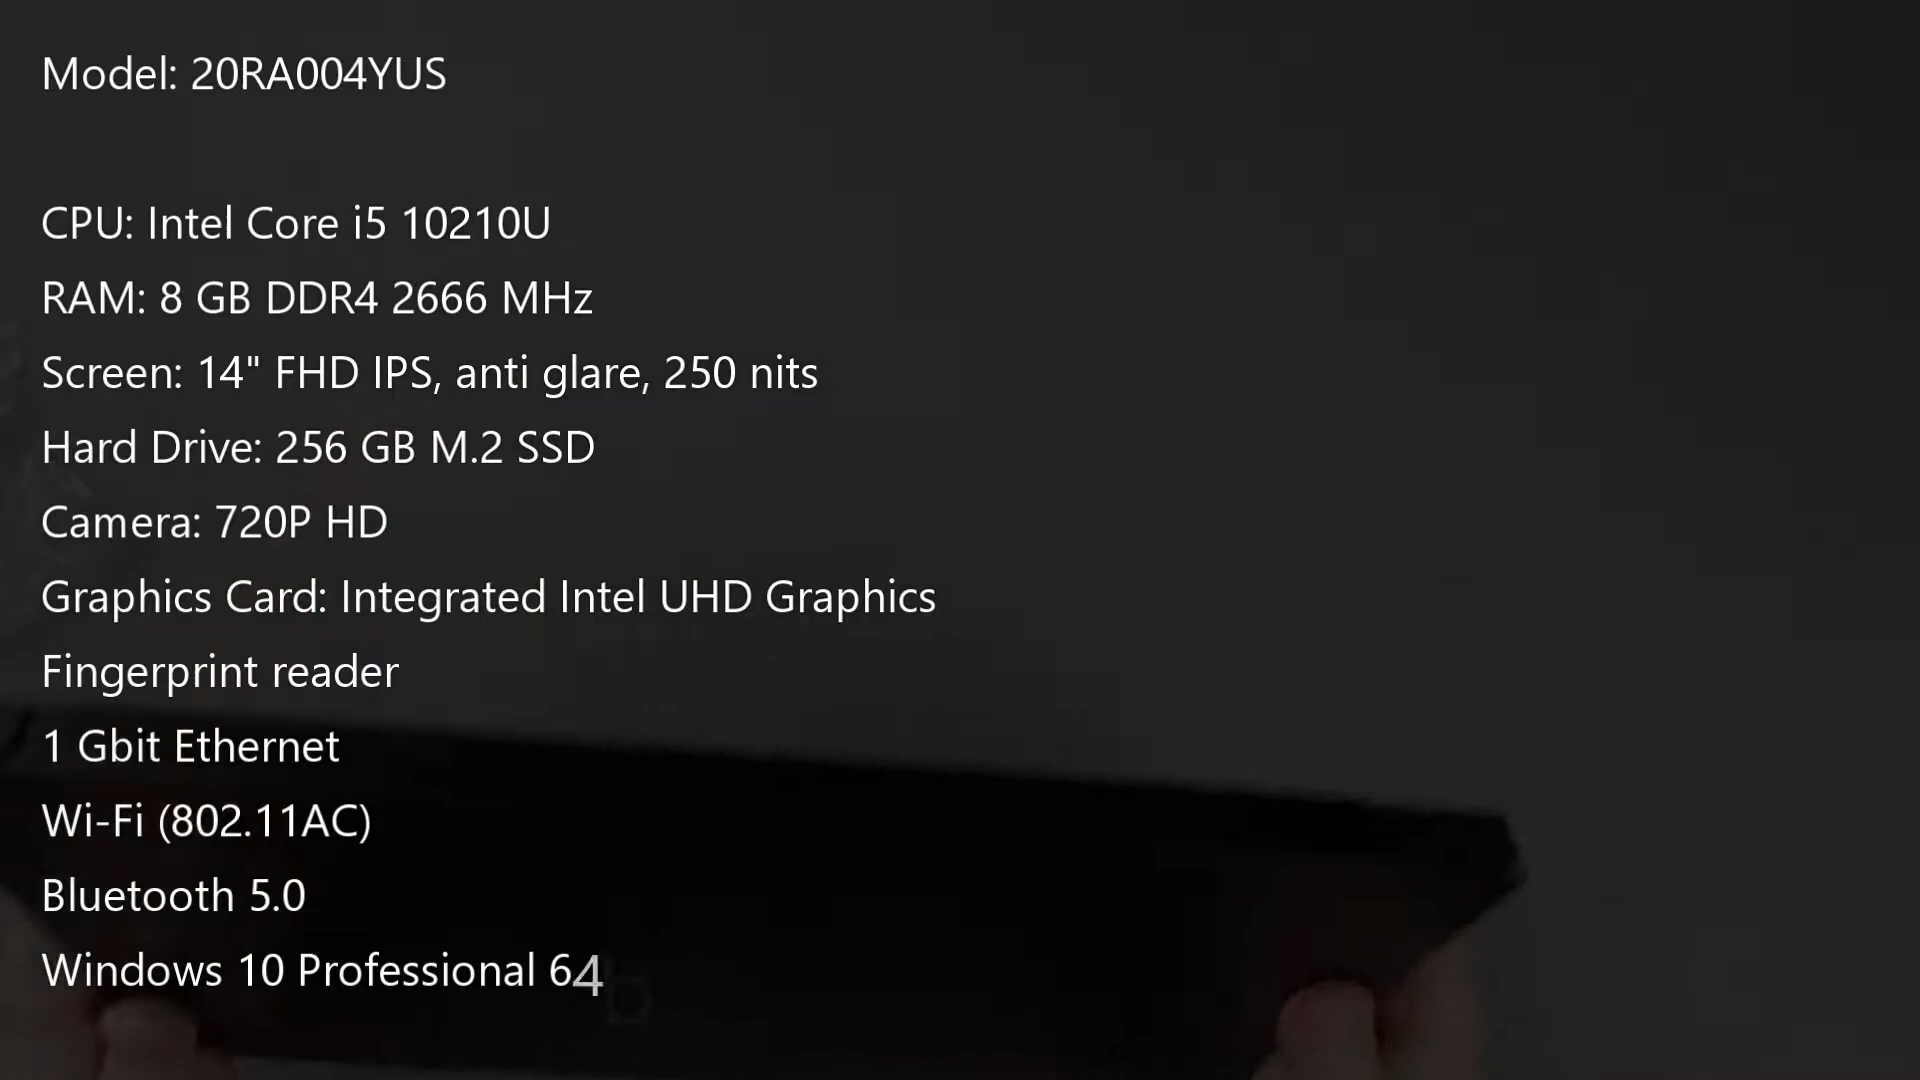 Model: 20RA004YUS
CPU: Intel Core i5 10210U
RAM: 8 GB DDR4 2666 MHz
Screen: 14" FHD IPS, anti glare, 250 nits
Hard Drive: 256 GB M.2 SSD
Camera: 720P HD
Graphics Card: Integrated Intel UHD Graphics
Fingerprint reader
1 Gbit Ethernet
Wi-Fi (802.11AC)
Bluetooth 5.0
Windows 10 Professional 64